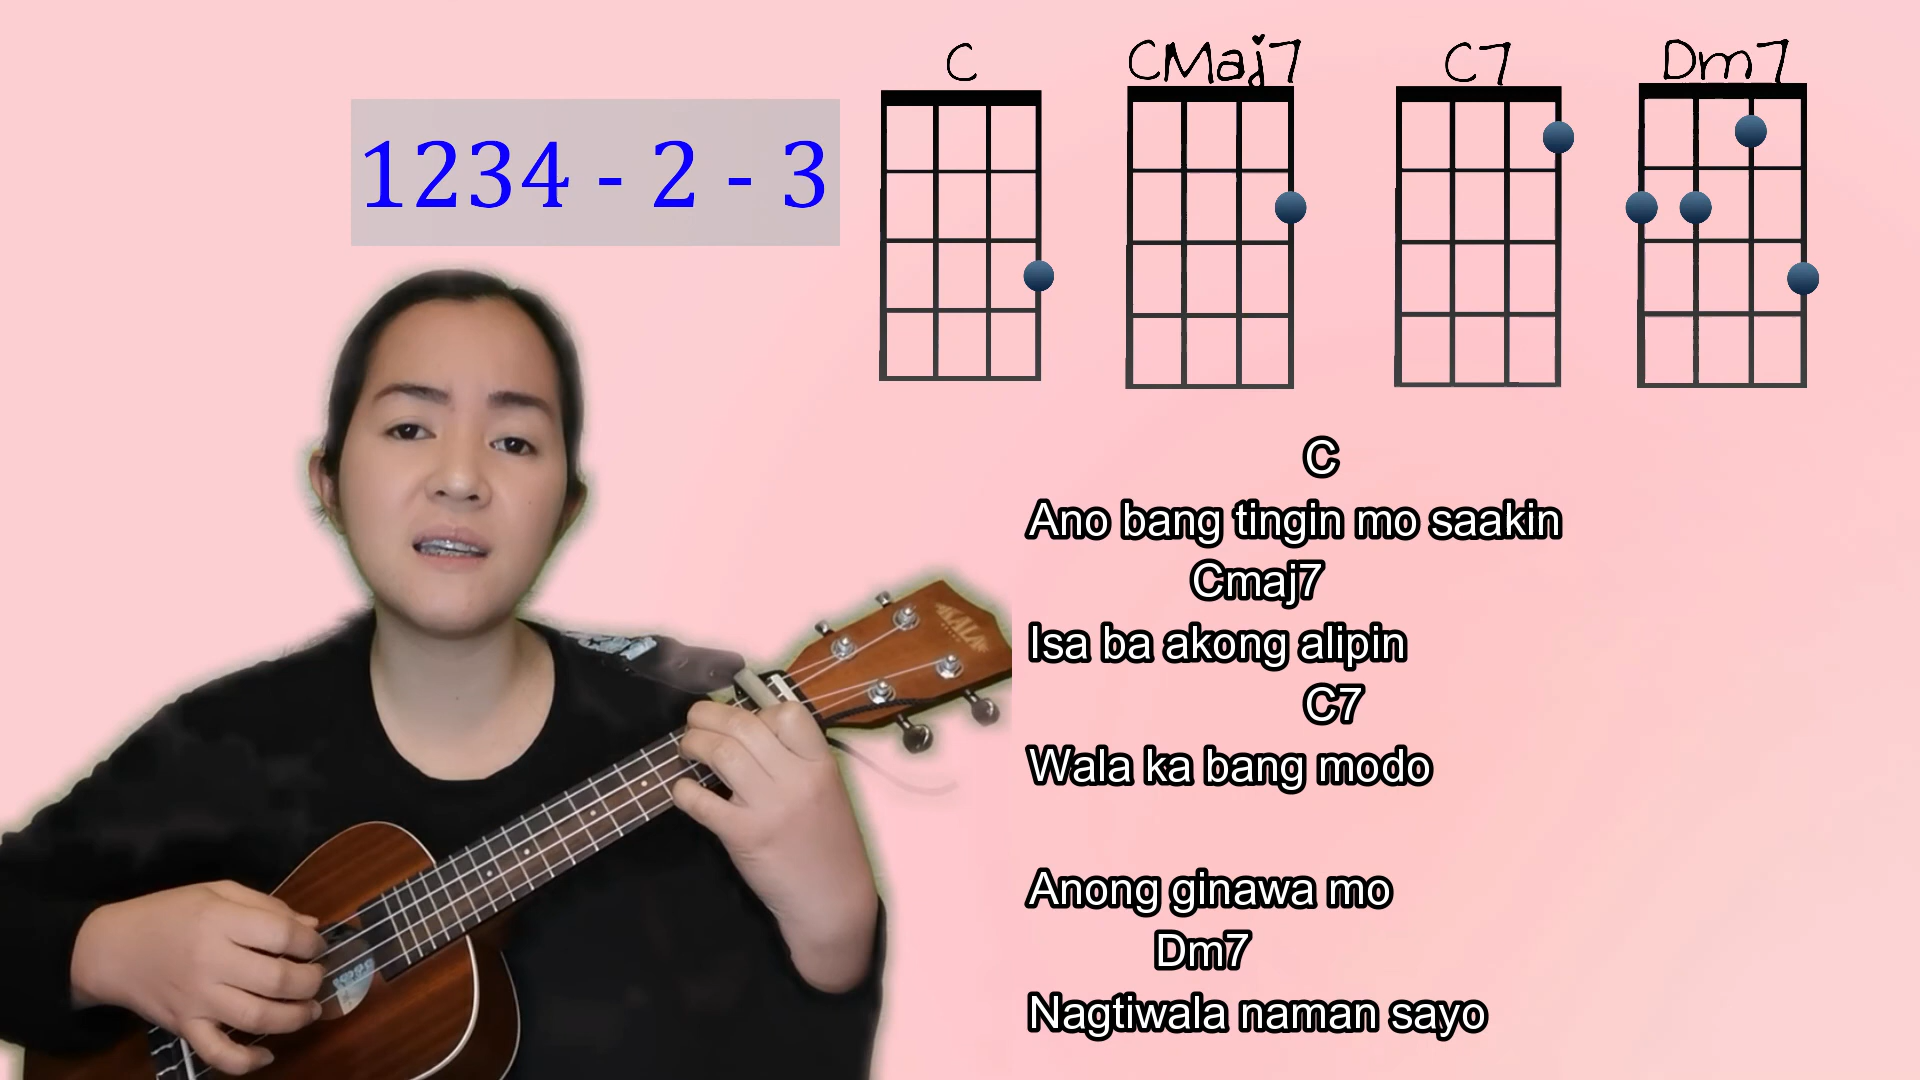 C
CMaj7
C7
Dm7
1234 - 2 - 3
C
Ano bang tingin mo saakin
Cmaj7
Isa ba akong alipin
C7
Wala ka bang modo
Anong ginawa mo
Dm7
Nagtiwala naman sayo
KALA